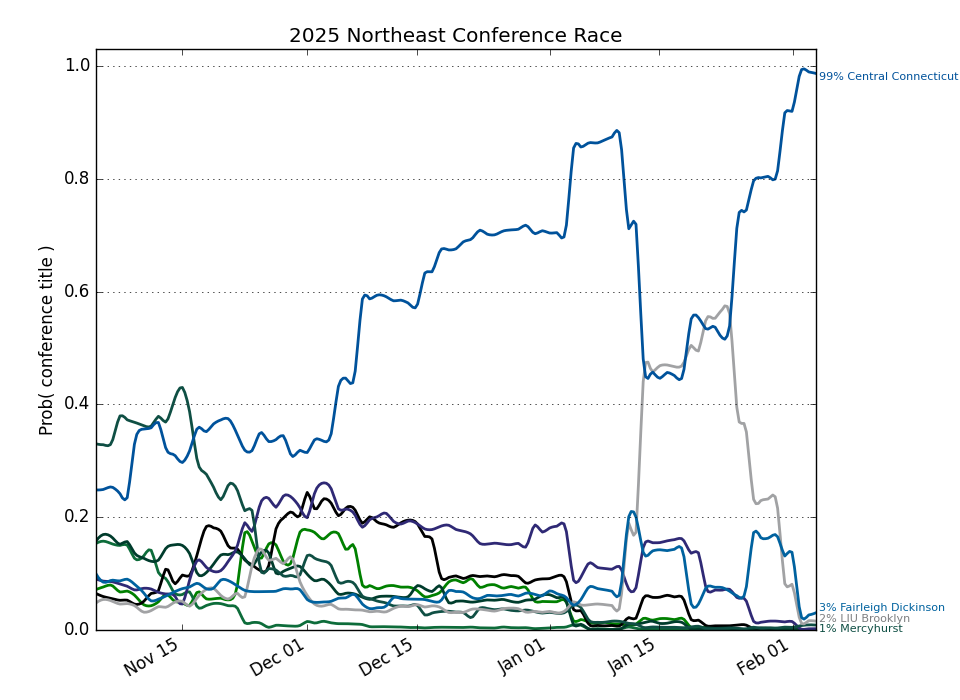 2025 Northeast Conference Race
Prob( conference title )
1.0
0.8
0.6
0.4
0.2
0.0
Nov 15
Dec 01
Dec 15
Jan 01
Jan 15
Feb 01
99% Central Connecticut
3% Fairleigh Dickinson
2% LIU Brooklyn
1% Mercyhurst